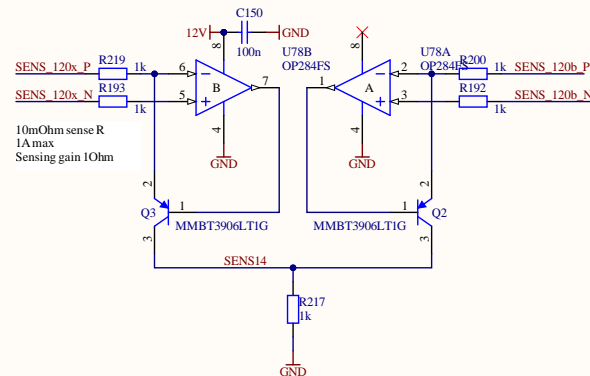 C150
12V
GND
100n
8
U78B
OP284FS
8
U78A
OP284FS
R219
SENS_120x_P
1k
6
R193
SENS_120x_N
1k
5
B
7
4
GND
1
A
2
3
4
GND
R200
1k
SENS_120b_P
R192
1k
SENS_120b_N
10mOhm sense R
1A max
Sensing gain 1Ohm
2
Q3
1
3
MMBT3906LT1G
MMBT3906LT1G
2
1
Q2
3
SENS14
R217
1k
GND